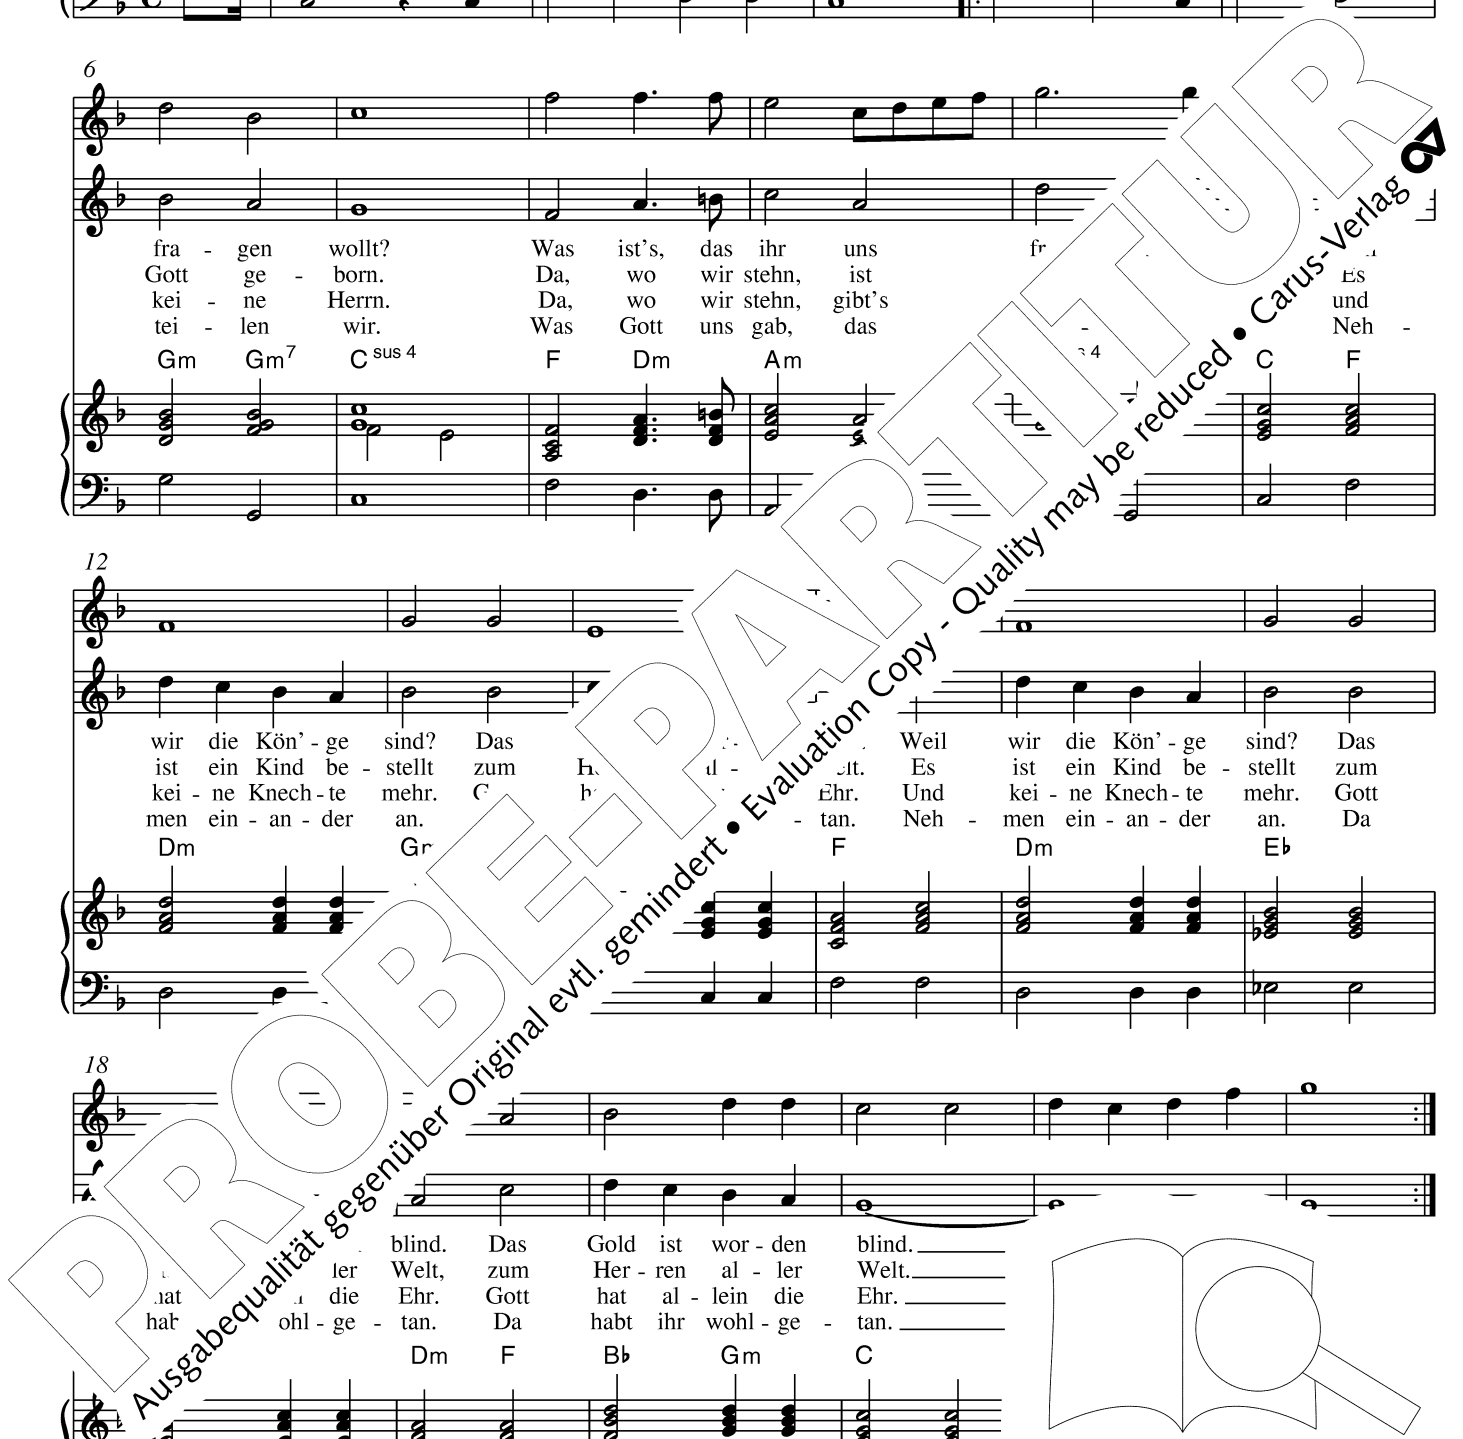 6
fra - gen wollt? Was ist's, das ihr uns
Gott ge - born. Da, wo wir stehn, ist Es
kei - ne Herrn. Da, wo wir stehn, gibt's und
tei - len wir. Was Gott uns gab, das - Neh -
Gm Gm7 Csus 4 F Dm Am 4 C F
12
wir die Kön' - ge sind? Das Weil wir die Kön' - ge sind? Das
ist ein Kind be - stellt zum Es ist ein Kind be - stellt zum
kei - ne Knech - te mehr. Ehr. Und kei - ne Knech - te mehr. Gott
men ein - an - der an. - tan. Neh - men ein - an - der an. Da
Dm F Dm E♭
18
blind. Das Gold ist wor - den blind.
Welt, zum Her - ren al - ler Welt.
die Ehr. Gott hat al - lein die Ehr.
ge - tan. Da habt ihr wohl - ge - tan.
Dm F B♭ Gm C
PROBE-PARTITUR
Ausgabequalität gegenüber Original evtl. gemindert • Evaluation Copy - Quality may be reduced • Carus-Verlag